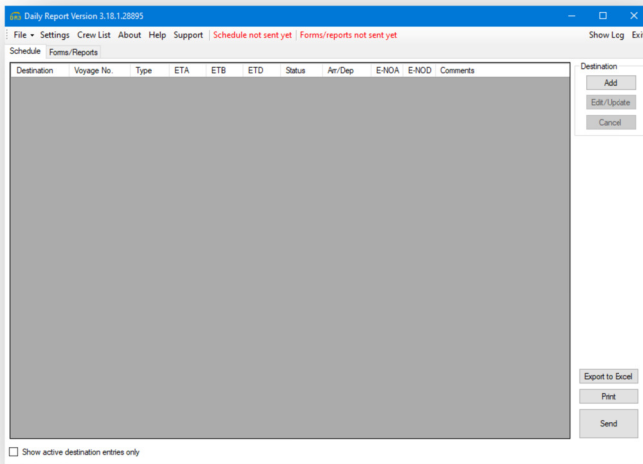 Daily Report Version 3.18.1.28895
File Settings Crew List About Help Support Schedule not sent yet Forms/reports not sent yet Show Log Exit
Schedule Forms/Reports
Destination Voyage No. Type ETA ETB ETD Status Arr/Dep E-NOA E-NOD Comments
Destination
Add
Edit/Update
Cancel
Export to Excel
Print
Send
Show active destination entries only